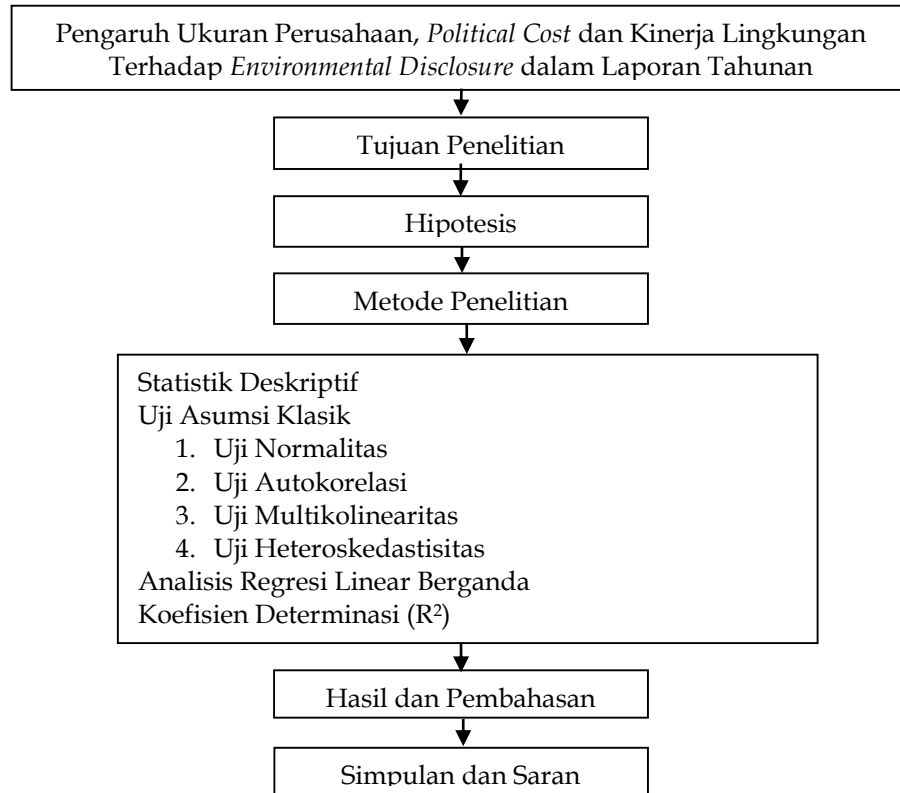 Pengaruh Ukuran Perusahaan, Political Cost dan Kinerja Lingkungan
Terhadap Environmental Disclosure dalam Laporan Tahunan
Tujuan Penelitian
Hipotesis
Metode Penelitian
Statistik Deskriptif
Uji Asumsi Klasik
1. Uji Normalitas
2. Uji Autokorelasi
3. Uji Multikolinearitas
4. Uji Heteroskedastisitas
Analisis Regresi Linear Berganda
Koefisien Determinasi (R²)
Hasil dan Pembahasan
Simpulan dan Saran